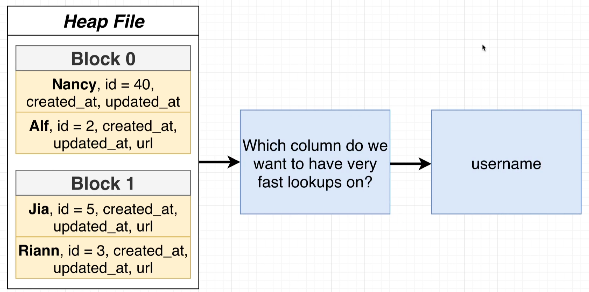 Heap File
Block 0
Nancy, id = 40,
created_at, updated_at
Alf, id = 2, created_at,
updated_at, url
Block 1
Jia, id = 5, created_at,
updated_at, url
Riann, id = 3, created_at,
updated_at, url
Which column do we
want to have very
fast lookups on?
username